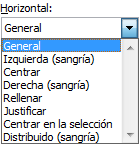 Horizontal:
General
General
Izquierda (sangría)
Centrar
Derecha (sangría)
Rellenar
Justificar
Centrar en la selección
Distribuido (sangría)